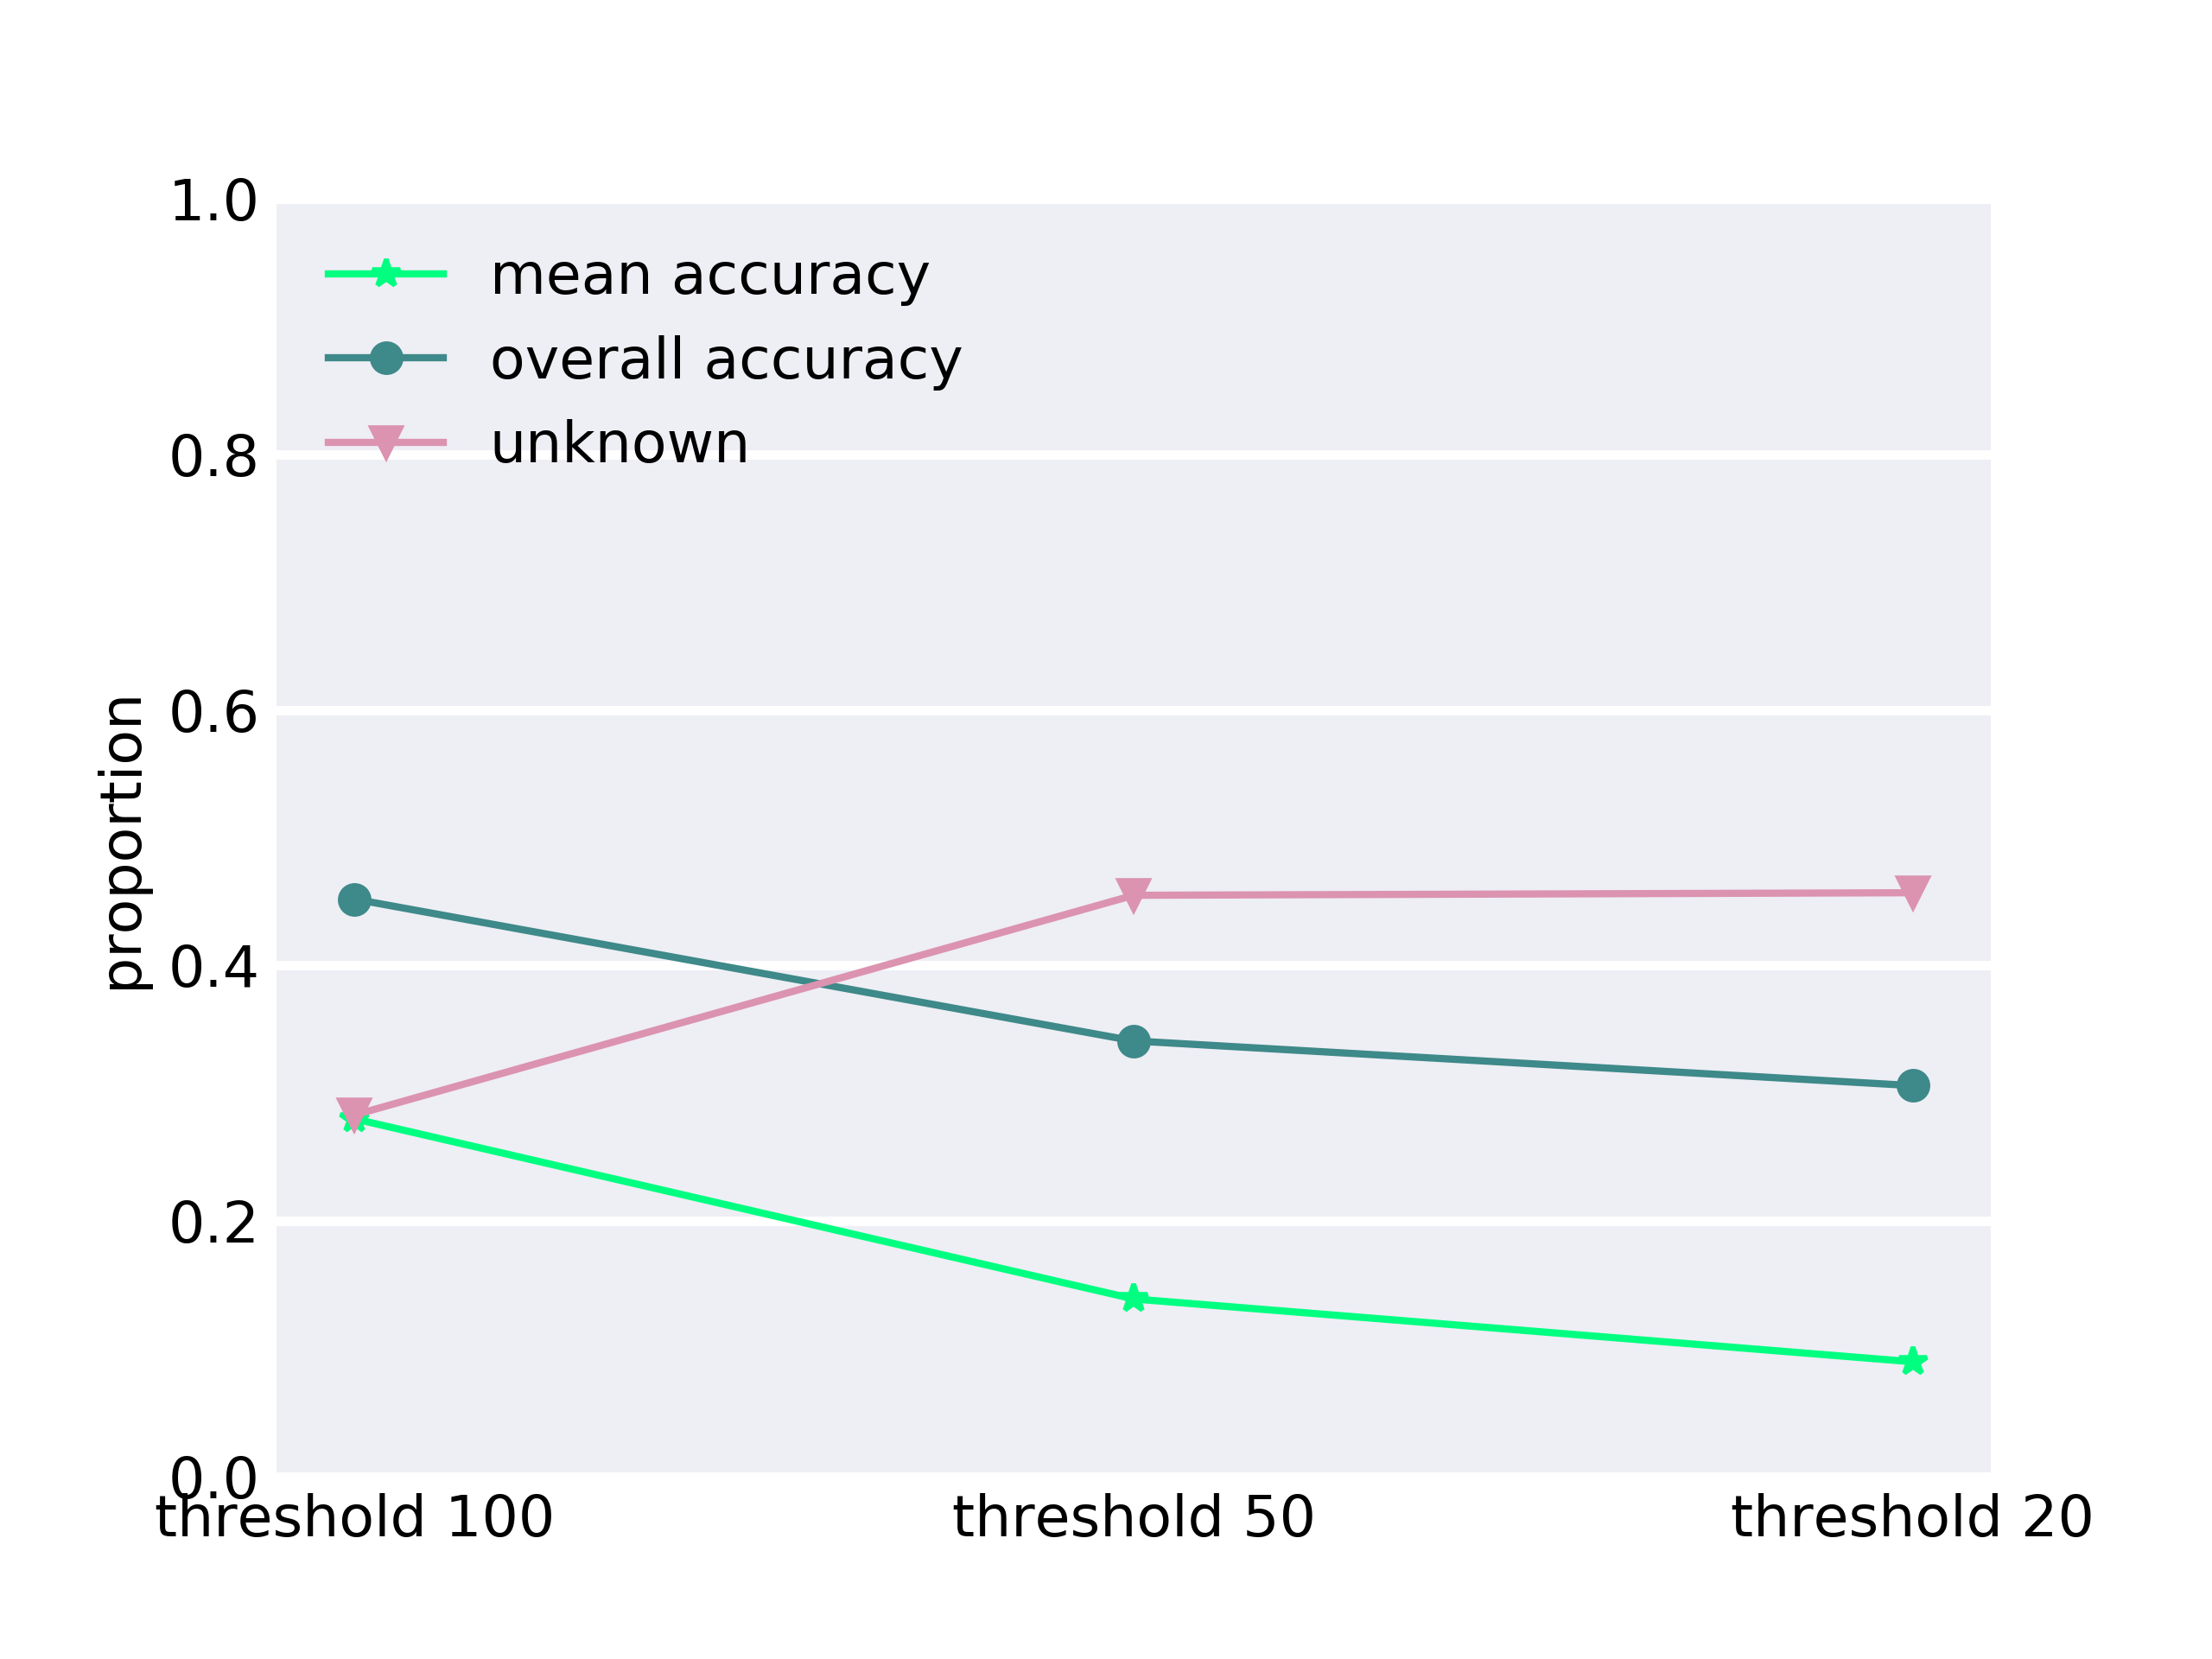 1.0
mean accuracy
overall accuracy
unknown
0.8
0.6
proportion
0.4
0.2
0.0
threshold 100
threshold 50
threshold 20